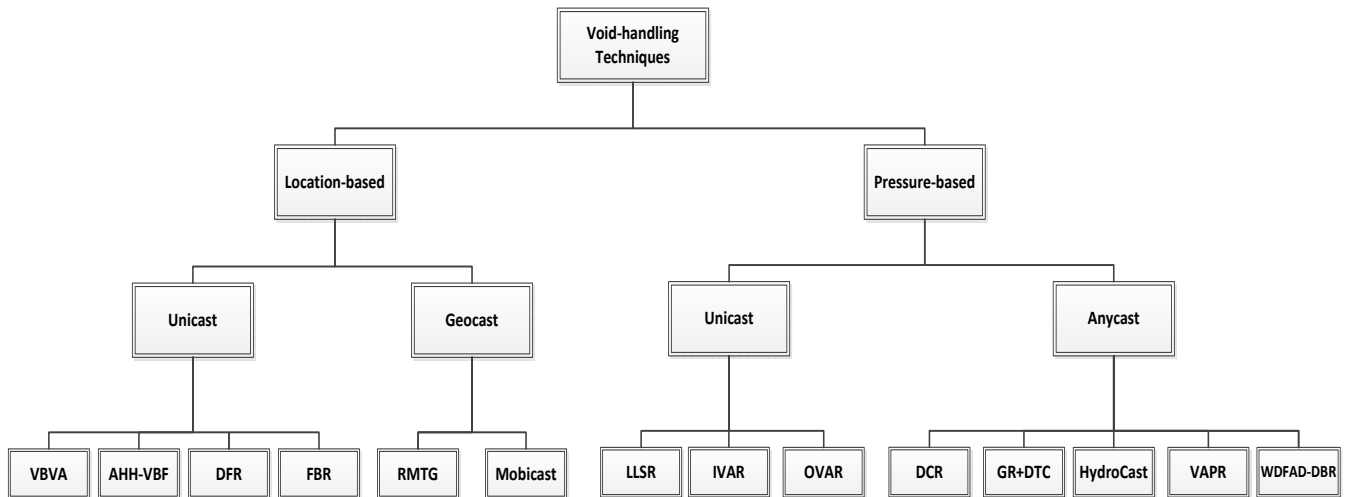 Void-handling
Techniques
Location-based
Pressure-based
Unicast
Geocast
Unicast
Anycast
VBVA
AHH-VBF
DFR
FBR
RMTG
Mobicast
LLSR
IVAR
OVAR
DCR
GR+DTC
HydroCast
VAPR
WDFAD-DBR